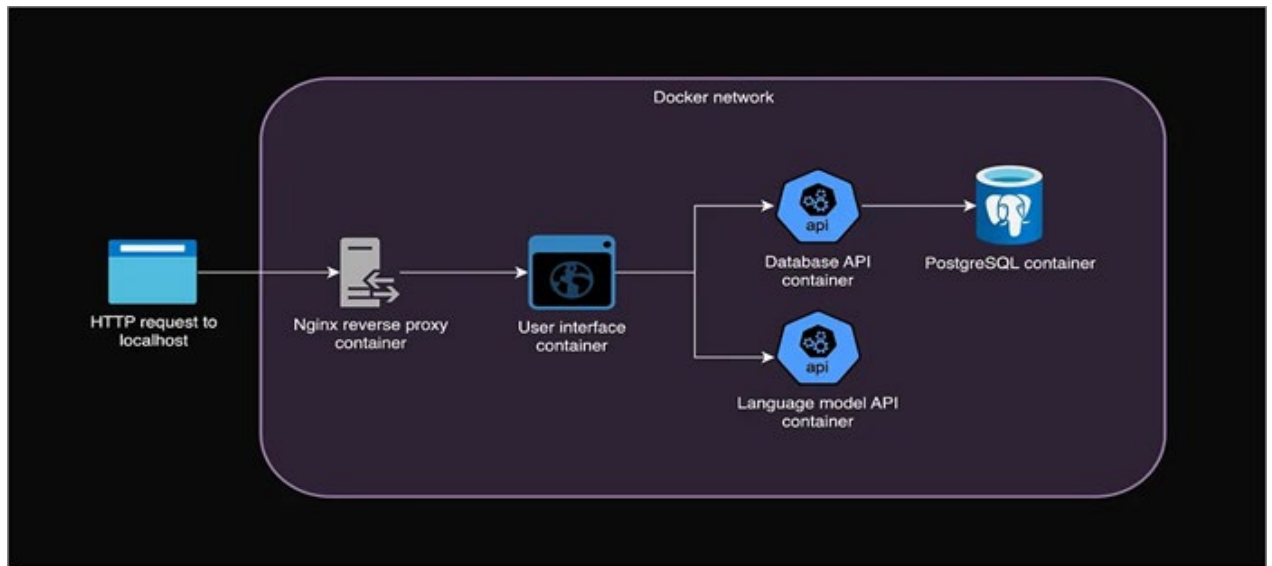 Docker network
HTTP request to
localhost
Nginx reverse proxy
container
User interface
container
api
Database API
container
PostgreSQL container
api
Language model API
container